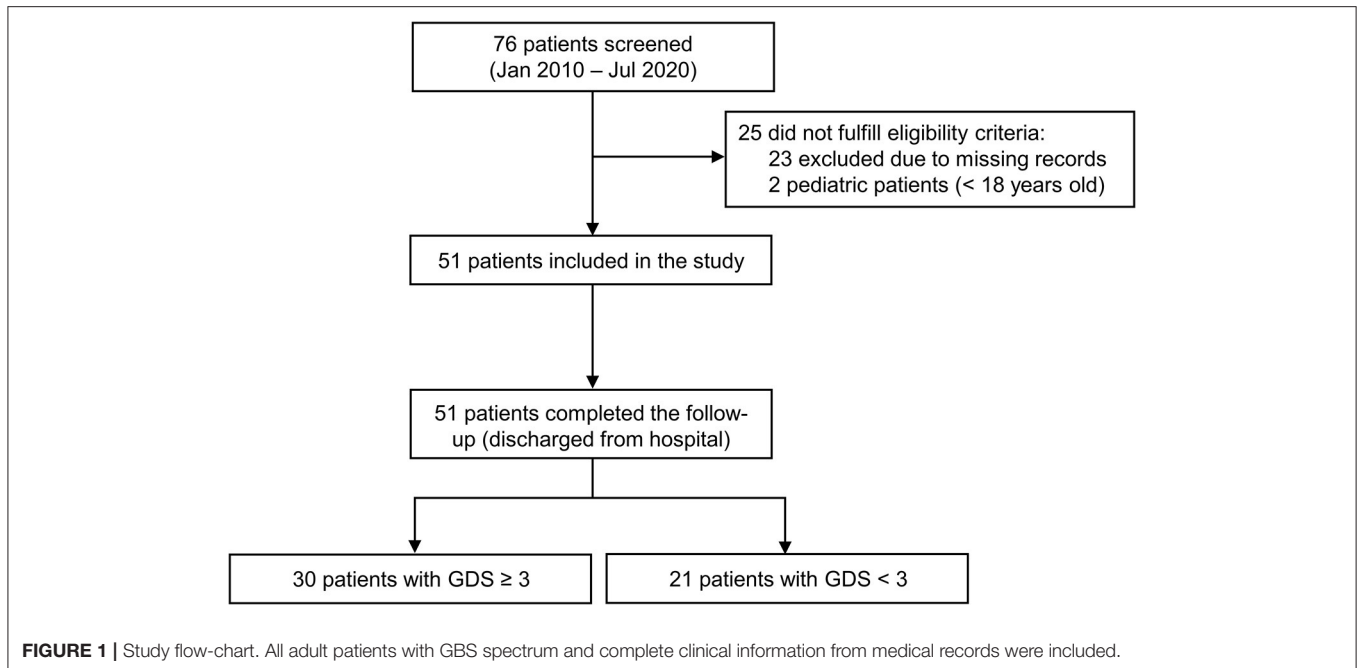 76 patients screened
(Jan 2010 – Jul 2020)
25 did not fulfill eligibility criteria:
23 excluded due to missing records
2 pediatric patients (< 18 years old)
51 patients included in the study
51 patients completed the follow-
up (discharged from hospital)
30 patients with GDS ≥ 3
21 patients with GDS < 3
FIGURE 1 | Study flow-chart. All adult patients with GBS spectrum and complete clinical information from medical records were included.